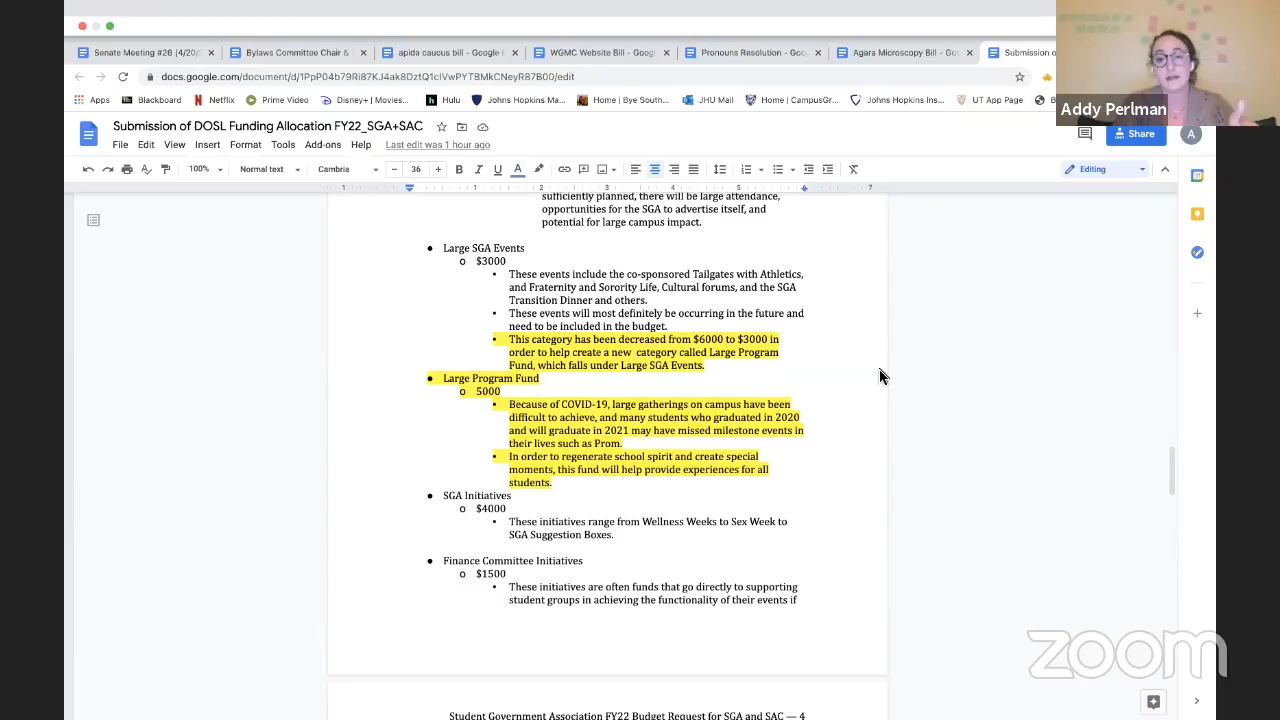 Senate Meeting #26 (4/20/
Bylaws Committee Chair &
apida caucus bill - Google
WGMC Website Bill - Goog
Pronouns Resolution - Goo
Agara Microscopy Bill - Go
Submission of
docs.google.com/document/d/1PpP04b79Ri87KJ4ak8DztQ1cIVwPYT8MkCNeyR87B00/edit
Apps
Blackboard
Netflix
Prime Video
Disney+ | Movies...
Hulu
Johns Hopkins Ma...
Home | Bye South...
JHU Mail
Home | CampusGr...
Johns Hopkins Ins...
UT App Page
Addy Perlman
Submission of DOSL Funding Allocation FY22_SGA+SAC
Share
A
File Edit View Insert Format Tools Add-ons Help Last edit was 1 hour ago
100% Normal text Cambria 36 Editing
1 1 2 3 4 5 6 7
sufficiently planned, there will be large attendance,
opportunities for the SGA to advertise itself, and
potential for large campus impact.
Large SGA Events
$3000
These events include the co-sponsored Tailgates with Athletics,
and Fraternity and Sorority Life, Cultural forums, and the SGA
Transition Dinner and others.
These events will most definitely be occurring in the future and
need to be included in the budget.
This category has been decreased from $6000 to $3000 in
order to help create a new category called Large Program
Fund, which falls under Large SGA Events.
Large Program Fund
5000
Because of COVID-19, large gatherings on campus have been
difficult to achieve, and many students who graduated in 2020
and will graduate in 2021 may have missed milestone events in
their lives such as Prom.
In order to regenerate school spirit and create special
moments, this fund will help provide experiences for all
students.
SGA Initiatives
$4000
These initiatives range from Wellness Weeks to Sex Week to
SGA Suggestion Boxes.
Finance Committee Initiatives
$1500
These initiatives are often funds that go directly to supporting
student groups in achieving the functionality of their events if
zoom
Student Government Association FY22 Budget Request for SGA and SAC — 4